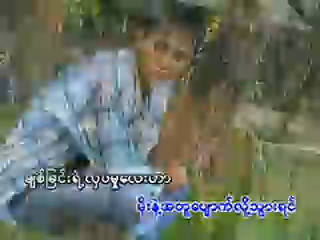 ချစ်ခြင်းရဲ့လှပမှုလေးဟာ
မိုးနဲ့အတူပျောက်လို့သွားရင်